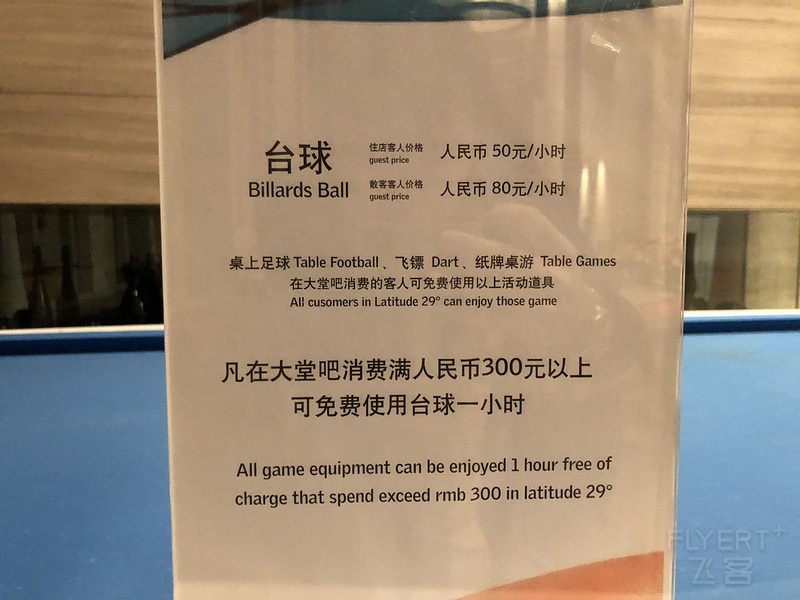 台球 住店客人价格 人民币 50元/小时
guest price
Billards Ball 散客客人价格 人民币 80元/小时
guest price
桌上足球 Table Football、飞镖 Dart、纸牌桌游 Table Games
在大堂吧消费的客人可免费使用以上活动道具
All cusomers in Latitude 29° can enjoy those game
凡在大堂吧消费满人民币300元以上
可免费使用台球一小时
All game equipment can be enjoyed 1 hour free of
charge that spend exceed rmb 300 in latitude 29°
FLYERT+
飞客